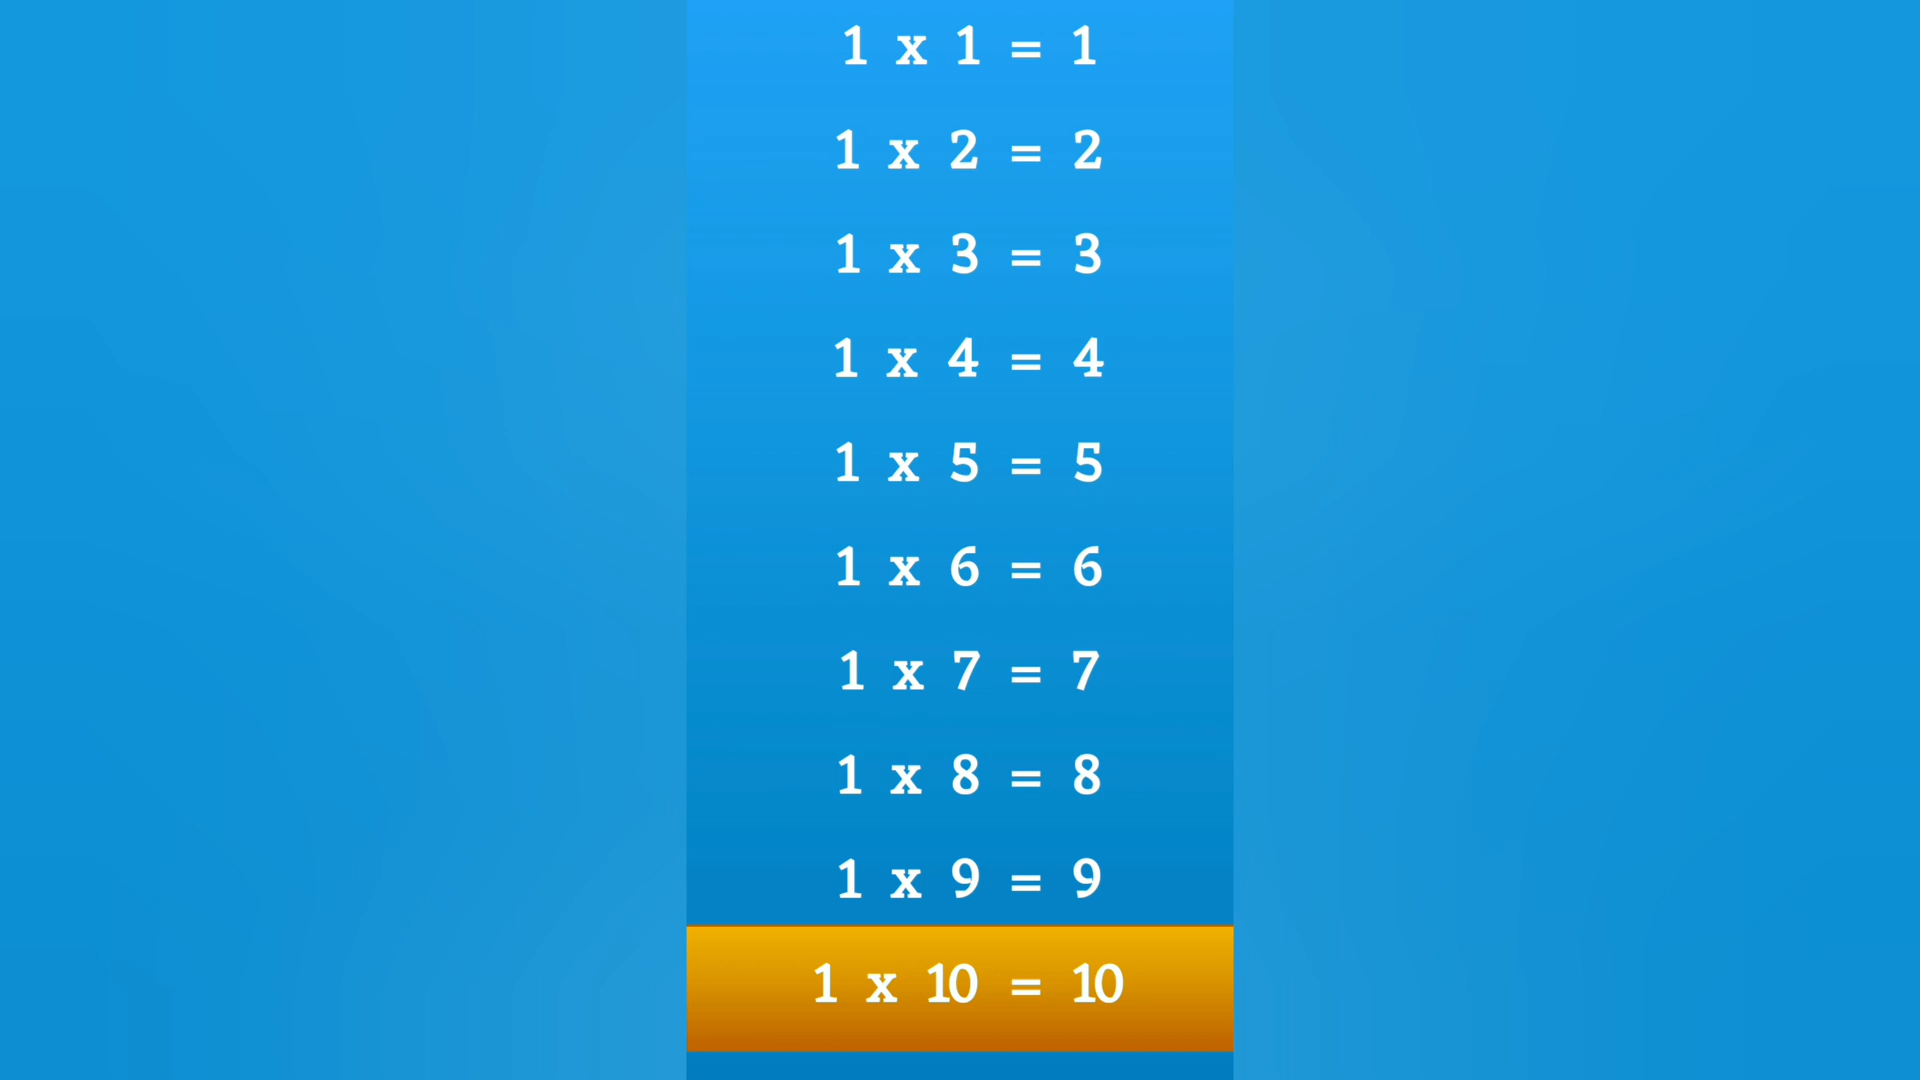 1 x 1 = 1
1 x 2 = 2
1 x 3 = 3
1 x 4 = 4
1 x 5 = 5
1 x 6 = 6
1 x 7 = 7
1 x 8 = 8
1 x 9 = 9
1 x 10 = 10